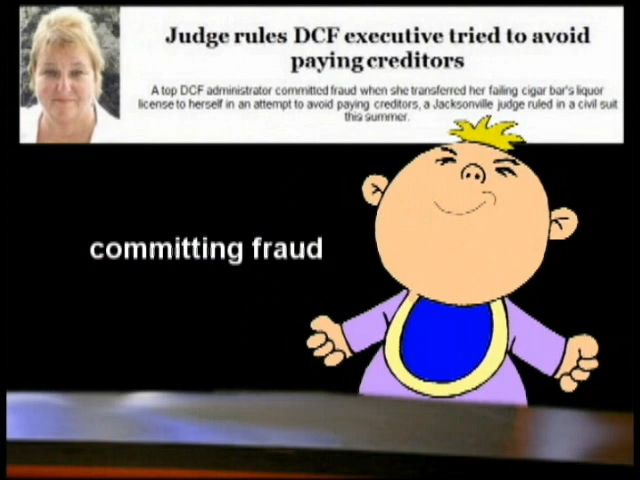 Judge rules DCF executive tried to avoid
paying creditors
A top DCF administrator committed fraud when she transferred her failing cigar bar's liquor
license to herself in an attempt to avoid paying creditors, a Jacksonville judge ruled in a civil suit
this summer.
committing fraud